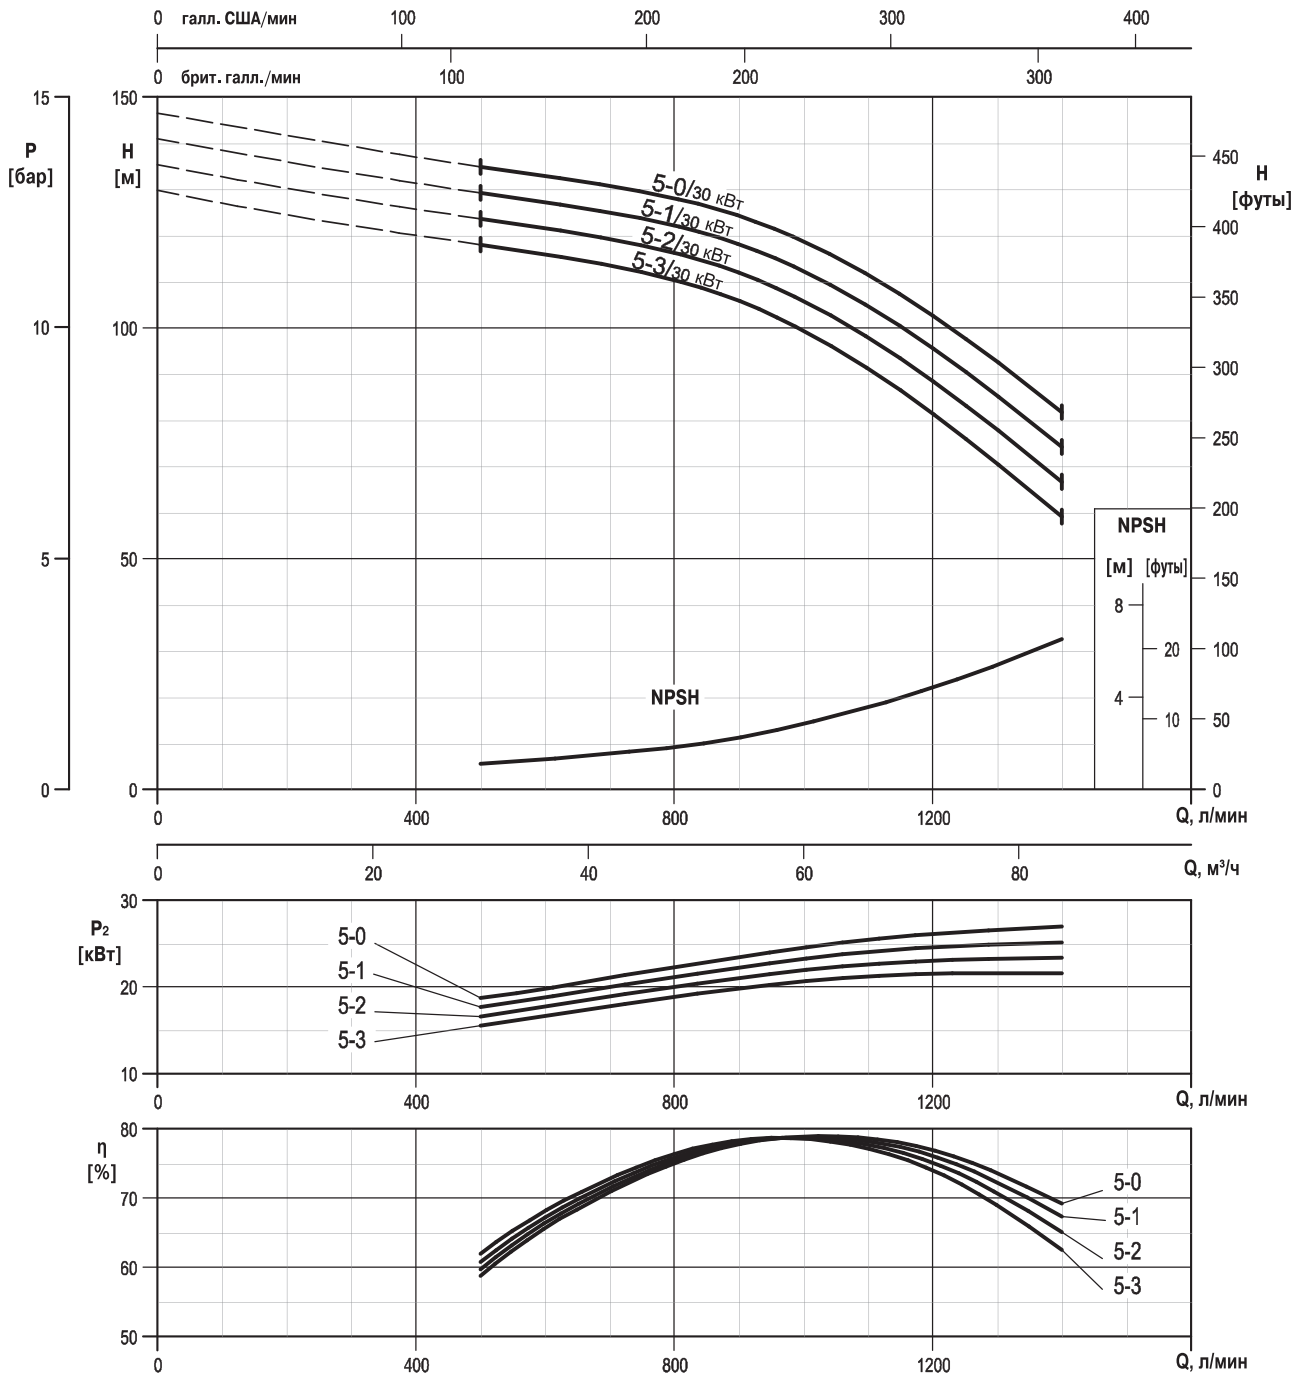 0 галл. США/мин 100 200 300 400
0 брит. галл./мин 100 200 300
15 150
P H
[бар] [м]
450
H
[футы]
400
350
10 100
300
250
200
5 50
150
100
50
0 0 0
5-0/30 кВт
5-1/30 кВт
5-2/30 кВт
5-3/30 кВт
NPSH
[м] [футы]
8
20
4
10
NPSH
0 400 800 1200 Q, л/мин
0 20 40 60 80 Q, м³/ч
30
P2
[кВт]
20
10
5-0
5-1
5-2
5-3
0 400 800 1200 Q, л/мин
80
η
[%]
70
60
50
5-0
5-1
5-2
5-3
0 400 800 1200 Q, л/мин